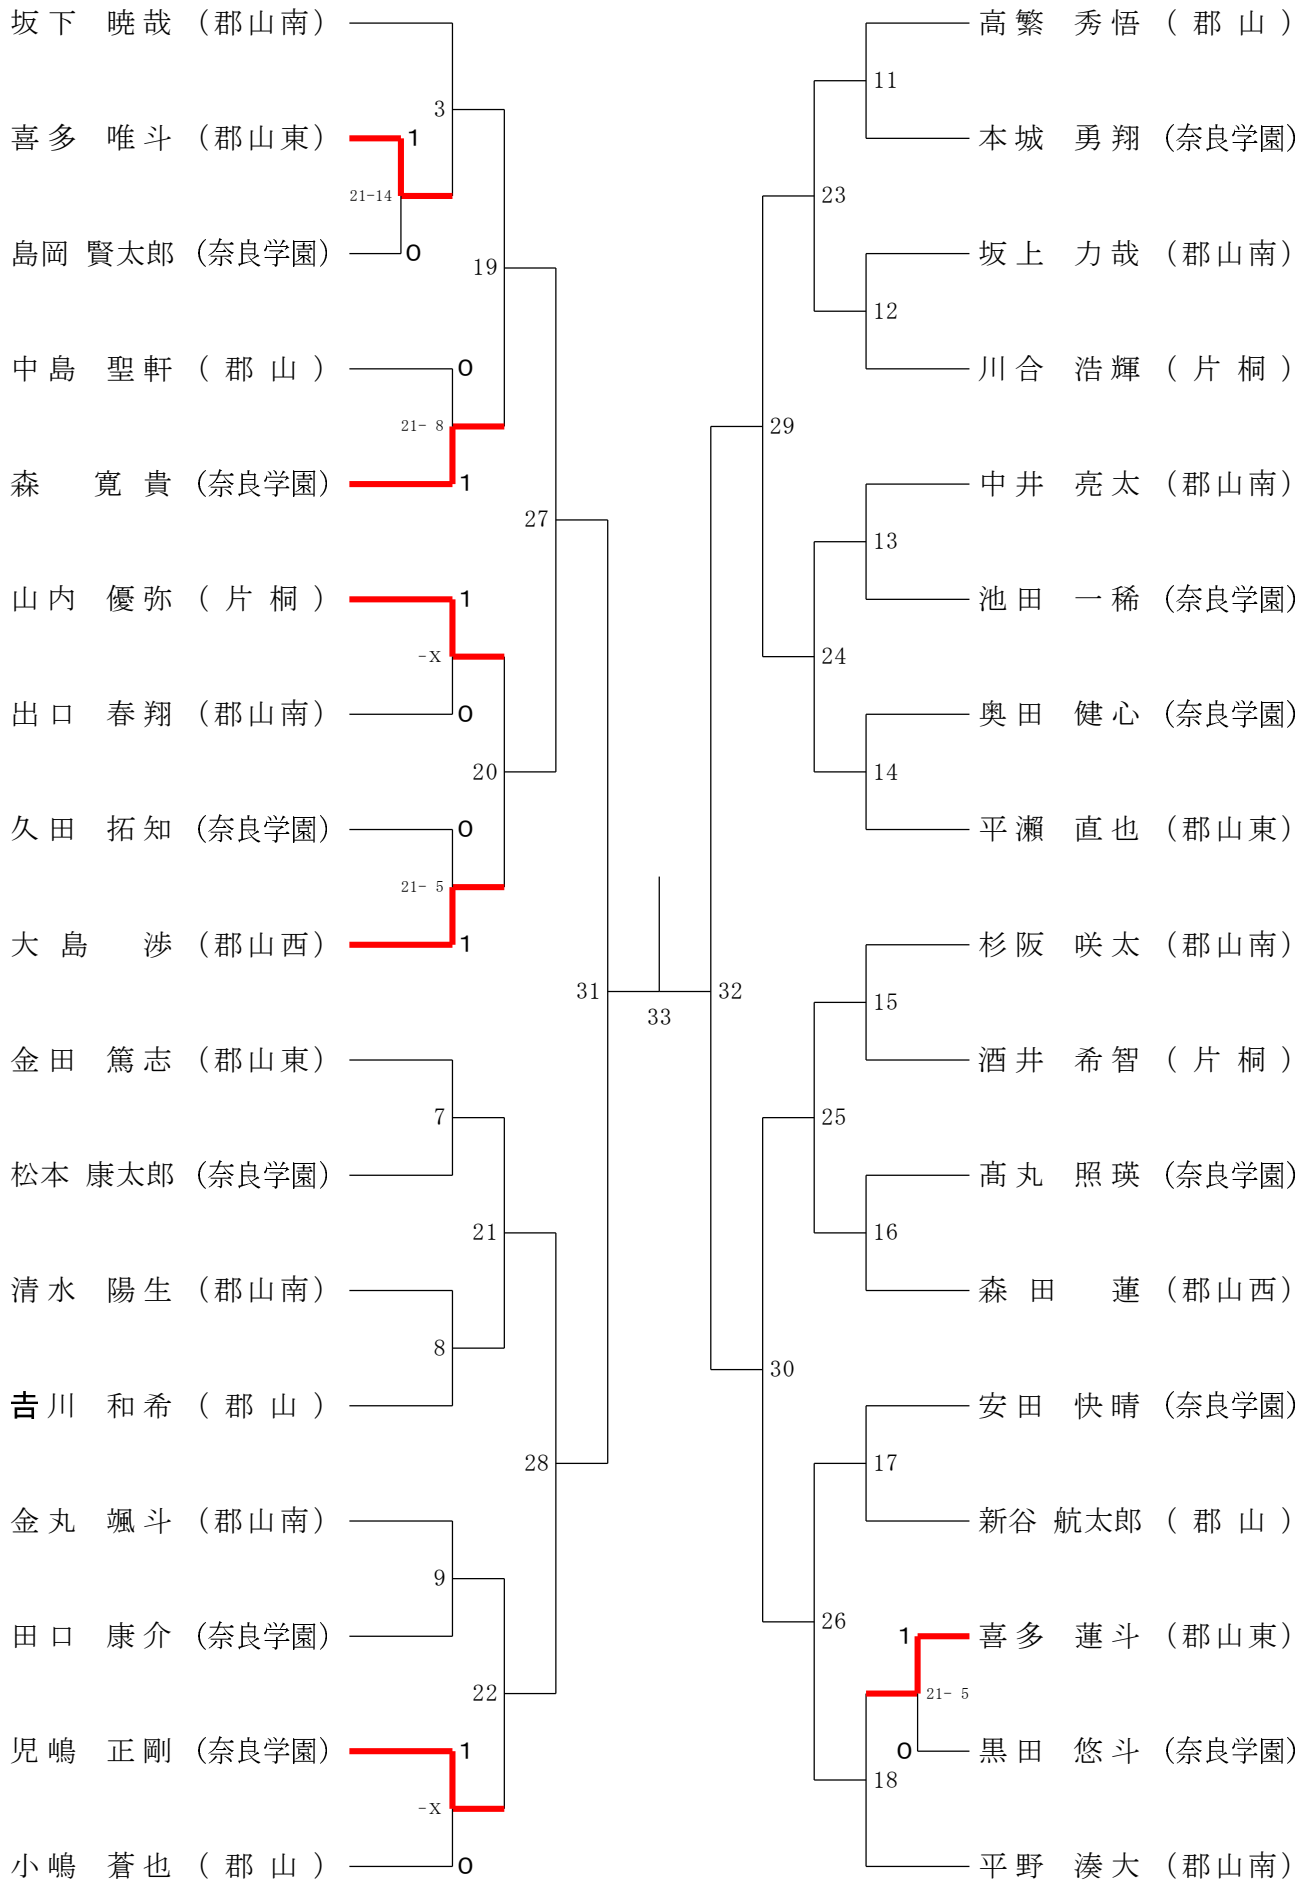 坂下 暁哉 (郡山南)
3
喜多 唯斗 (郡山東) 1
21-14
島岡 賢太郎 (奈良学園) 0
19
中島 聖軒 (郡山) 0
21- 8
森 寛貴 (奈良学園) 1
27
山内 優弥 (片桐) 1
-X
出口 春翔 (郡山南) 0
20
久田 拓知 (奈良学園) 0
21- 5
大島 渉 (郡山西) 1
31
金田 篤志 (郡山東)
7
松本 康太郎 (奈良学園)
21
清水 陽生 (郡山南)
8
𠮷川 和希 (郡山)
28
金丸 颯斗 (郡山南)
9
田口 康介 (奈良学園)
22
児嶋 正剛 (奈良学園) 1
-X
小嶋 蒼也 (郡山) 0
33
高繁 秀悟 (郡山)
11
本城 勇翔 (奈良学園)
23
坂上 力哉 (郡山南)
12
川合 浩輝 (片桐)
29
中井 亮太 (郡山南)
13
池田 一稀 (奈良学園)
24
奥田 健心 (奈良学園)
14
平瀬 直也 (郡山東)
32
杉阪 咲太 (郡山南)
15
酒井 希智 (片桐)
25
髙丸 照瑛 (奈良学園)
16
森田 蓮 (郡山西)
30
安田 快晴 (奈良学園)
17
新谷 航太郎 (郡山)
26
1 喜多 蓮斗 (郡山東)
21- 5
0 黒田 悠斗 (奈良学園)
18
平野 湊大 (郡山南)